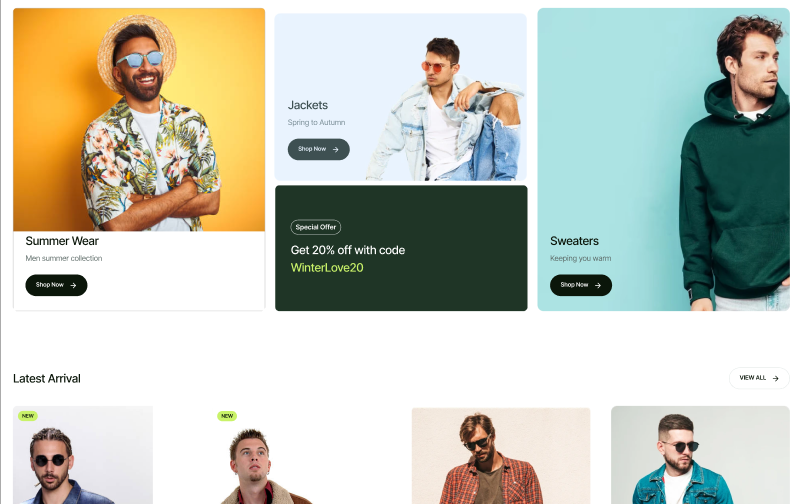 Jackets
Spring to Autumn
Shop Now
Special Offer
Get 20% off with code
WinterLove20
Summer Wear
Men summer collection
Shop Now
Sweaters
Keeping you warm
Shop Now
Latest Arrival
VIEW ALL
NEW
NEW